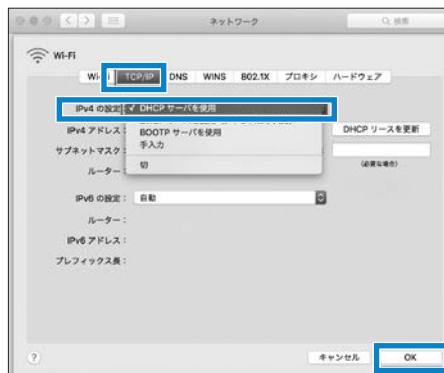 ネットワーク
検索
Wi-Fi
Wi-Fi TCP/IP DNS WINS 802.1X プロキシ ハードウェア
IPv4 の設定： ✓ DHCP サーバを使用
IPv4 アドレス： BOOTP サーバを使用 DHCP リースを更新
サブネットマスク： 手入力
（必要な場合）
ルーター： 切
IPv6 の設定： 自動
ルーター：
IPv6 アドレス：
プレフィックス長：
? キャンセル OK